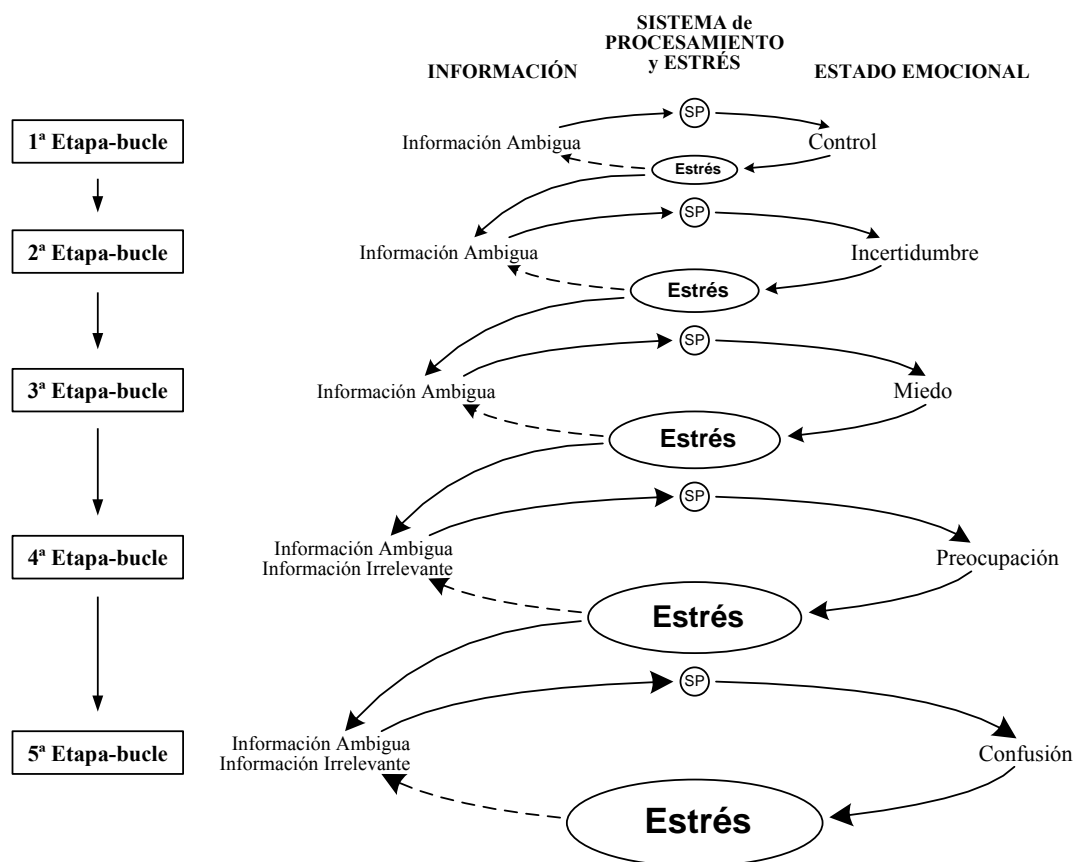 SISTEMA de
PROCESAMIENTO
y ESTRÉS
INFORMACIÓN
ESTADO EMOCIONAL
SP
1ª Etapa-bucle
Información Ambigua
Control
Estrés
SP
2ª Etapa-bucle
Información Ambigua
Incertidumbre
Estrés
SP
3ª Etapa-bucle
Información Ambigua
Miedo
Estrés
SP
4ª Etapa-bucle
Información Ambigua
Información Irrelevante
Preocupación
Estrés
SP
5ª Etapa-bucle
Información Ambigua
Información Irrelevante
Confusión
Estrés